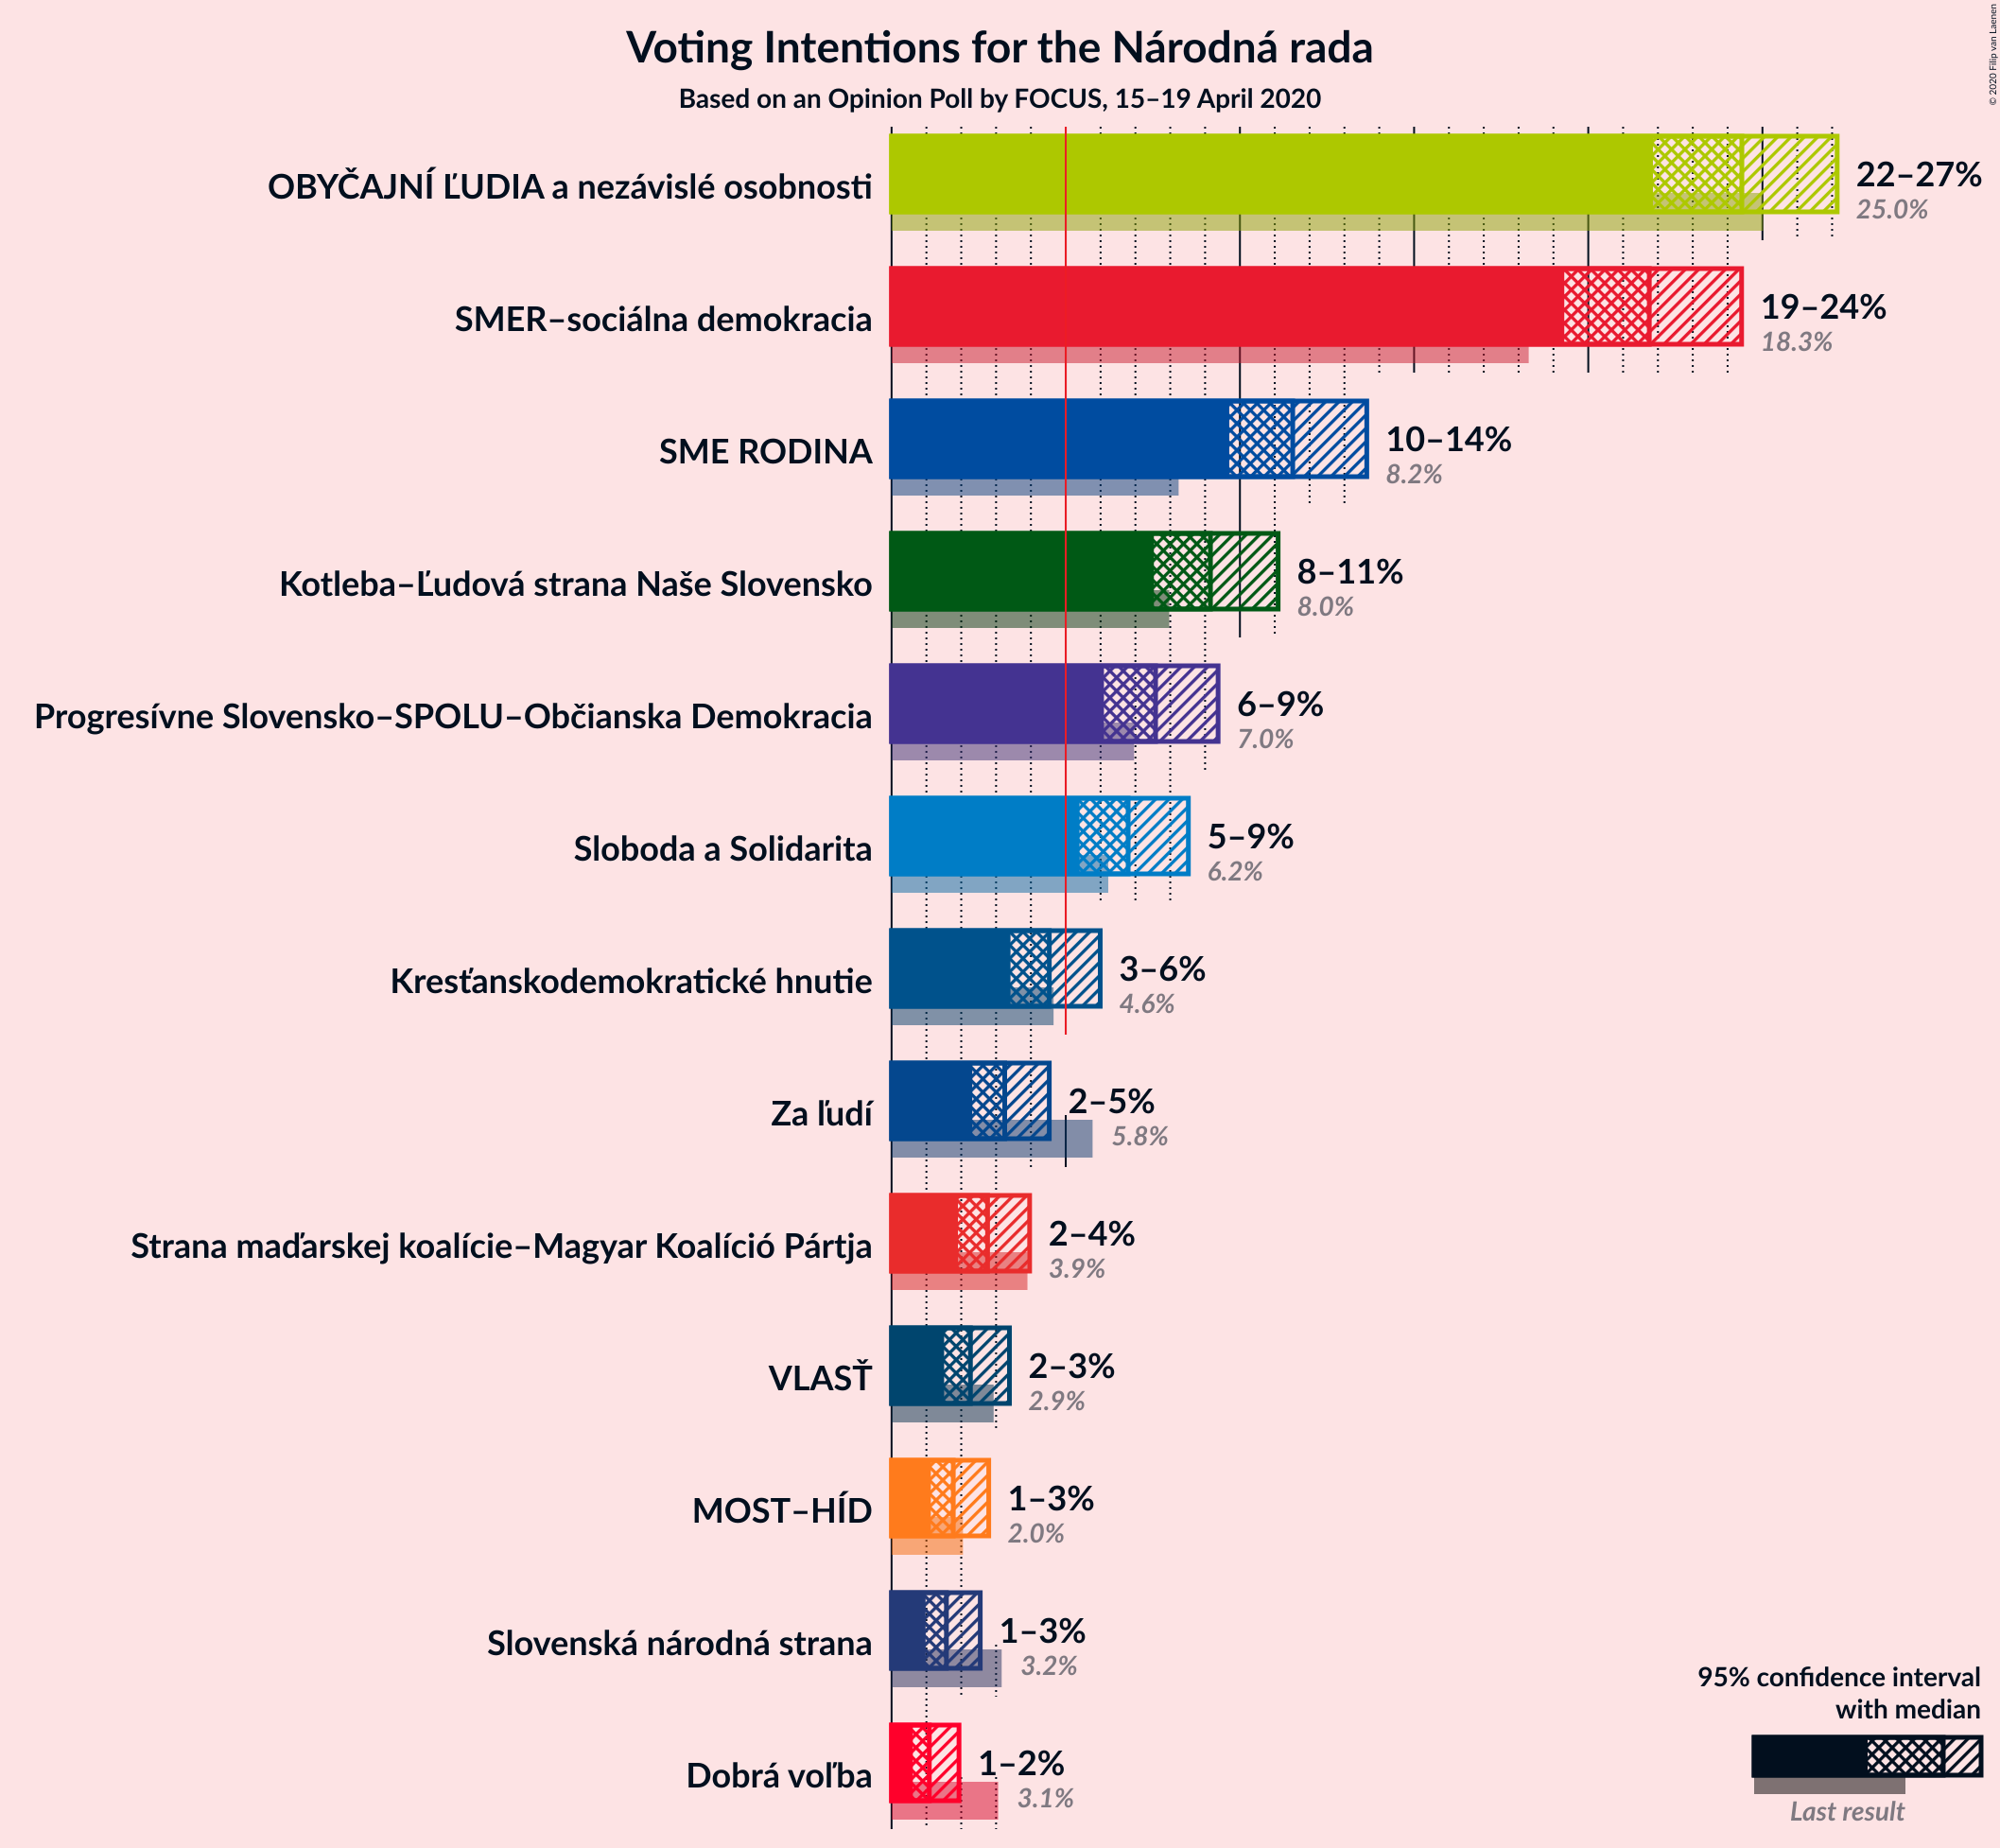 Voting Intentions for the Národná rada
Based on an Opinion Poll by FOCUS, 15–19 April 2020
© 2020 Filip van Laenen
OBYČAJNÍ ĽUDIA a nezávislé osobnosti
22–27%
25.0%
SMER–sociálna demokracia
19–24%
18.3%
SME RODINA
10–14%
8.2%
Kotleba–Ľudová strana Naše Slovensko
8–11%
8.0%
Progresívne Slovensko–SPOLU–Občianska Demokracia
6–9%
7.0%
Sloboda a Solidarita
5–9%
6.2%
Kresťanskodemokratické hnutie
3–6%
4.6%
Za ľudí
2–5%
5.8%
Strana maďarskej koalície–Magyar Koalíció Pártja
2–4%
3.9%
VLASŤ
2–3%
2.9%
MOST–HÍD
1–3%
2.0%
Slovenská národná strana
1–3%
3.2%
Dobrá voľba
1–2%
3.1%
95% confidence interval
with median
Last result